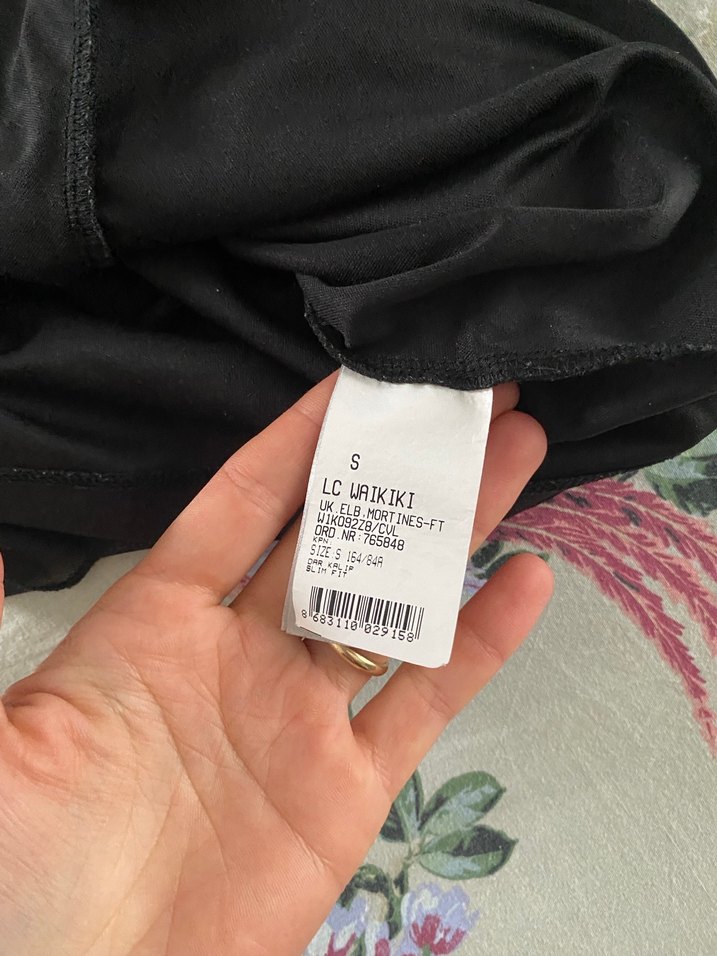 S
LC WAIKIKI
UK.ELB.MORTINES-FT
W1K092Z8/CVL
ORD.NR:765848
KPN:
SIZE:S 164/84A
DAR KALIP
SLIM FIT
8 683110 029158